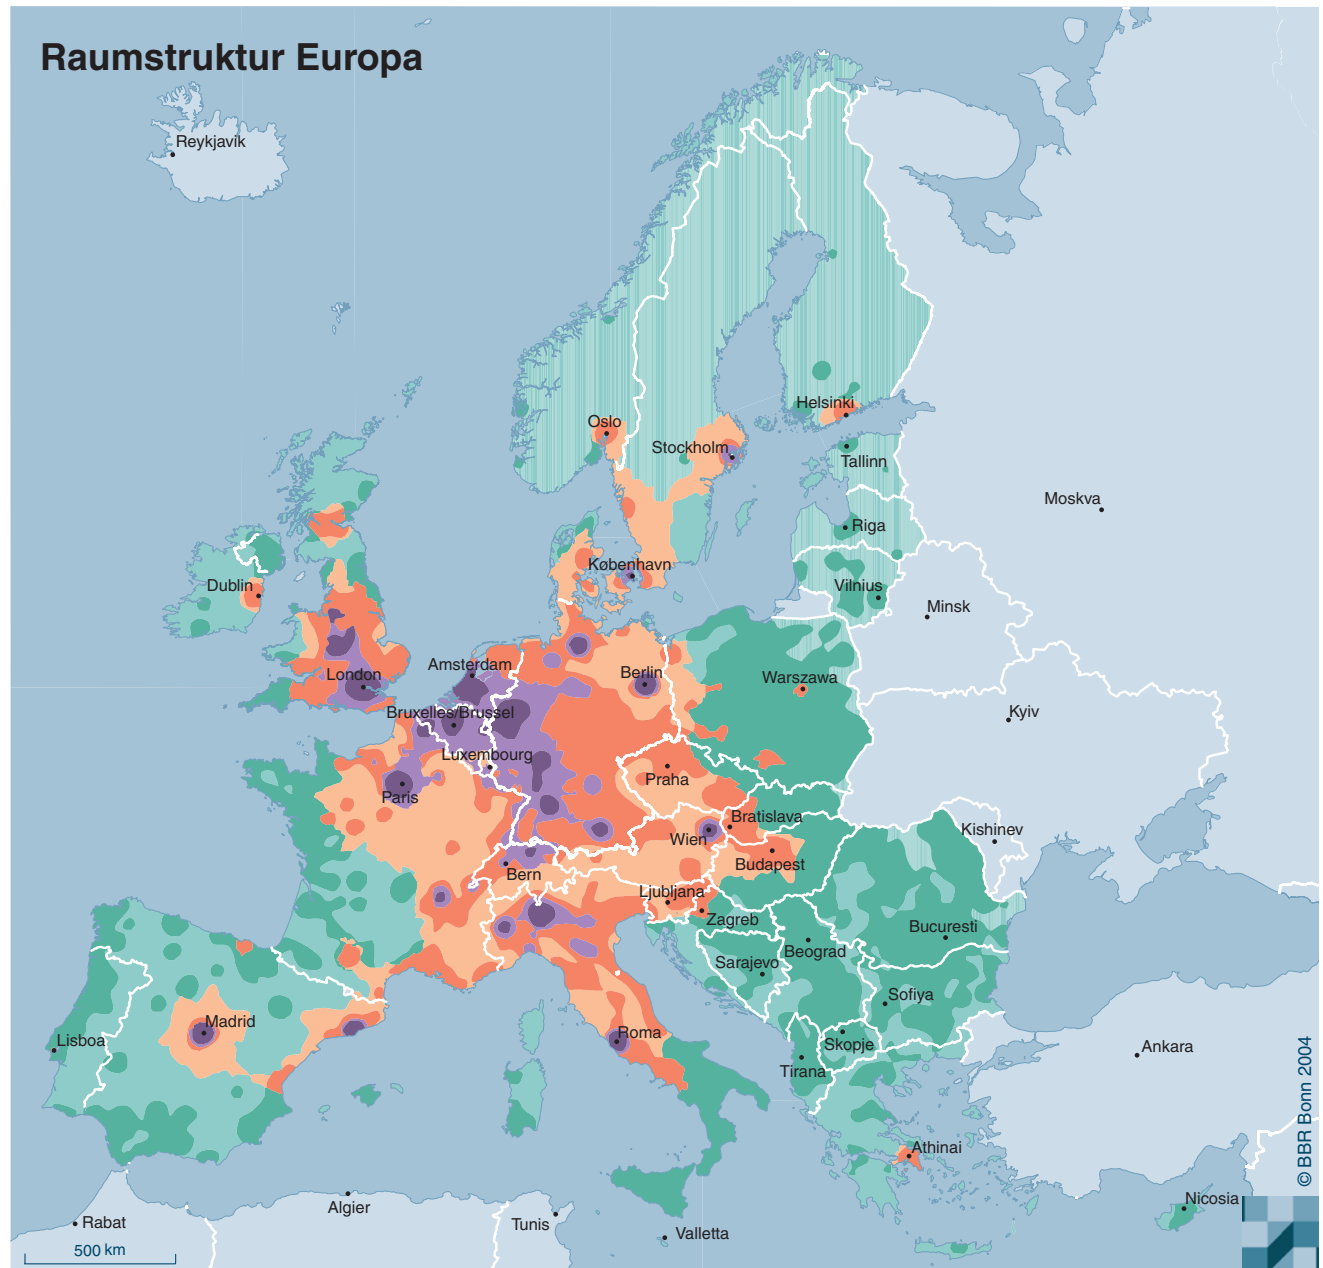 Raumstruktur Europa
Reykjavík
Oslo
Helsinki
Stockholm
Tallinn
Moskva
Riga
København
Dublin
Vilnius
Minsk
Amsterdam
London
Berlin
Warszawa
Bruxelles/Brussel
Kyiv
Luxembourg
Praha
Paris
Bratislava
Wien
Kishinev
Budapest
Bern
Ljubljana
Zagreb
Bucuresti
Beograd
Sarajevo
Sofiya
Madrid
Roma
Lisboa
Skopje
Ankara
Tirana
Athinai
Nicosia
Algier
Rabat
Tunis
Valletta
500 km
© BBR Bonn 2004